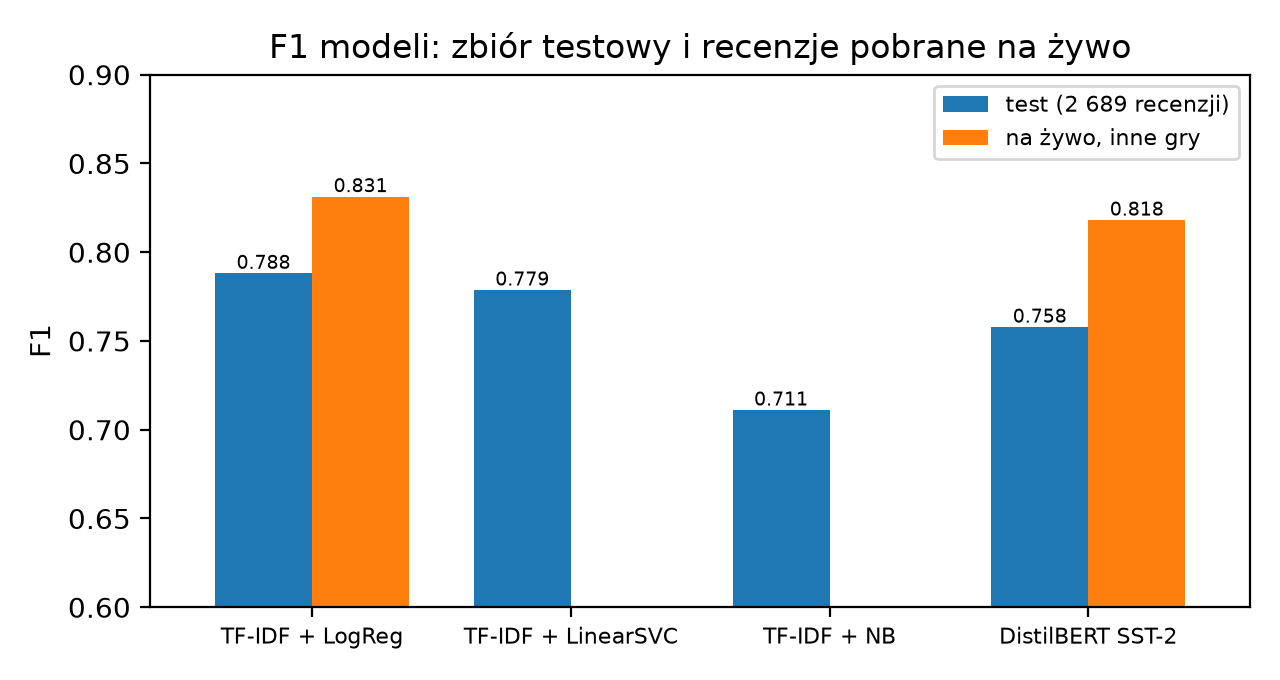 F1 modeli: zbiór testowy i recenzje pobrane na żywo
test (2 689 recenzji)
na żywo, inne gry
F1
0.90
0.85
0.80
0.75
0.70
0.65
0.60
0.788
0.831
0.779
0.711
0.758
0.818
TF-IDF + LogReg
TF-IDF + LinearSVC
TF-IDF + NB
DistilBERT SST-2